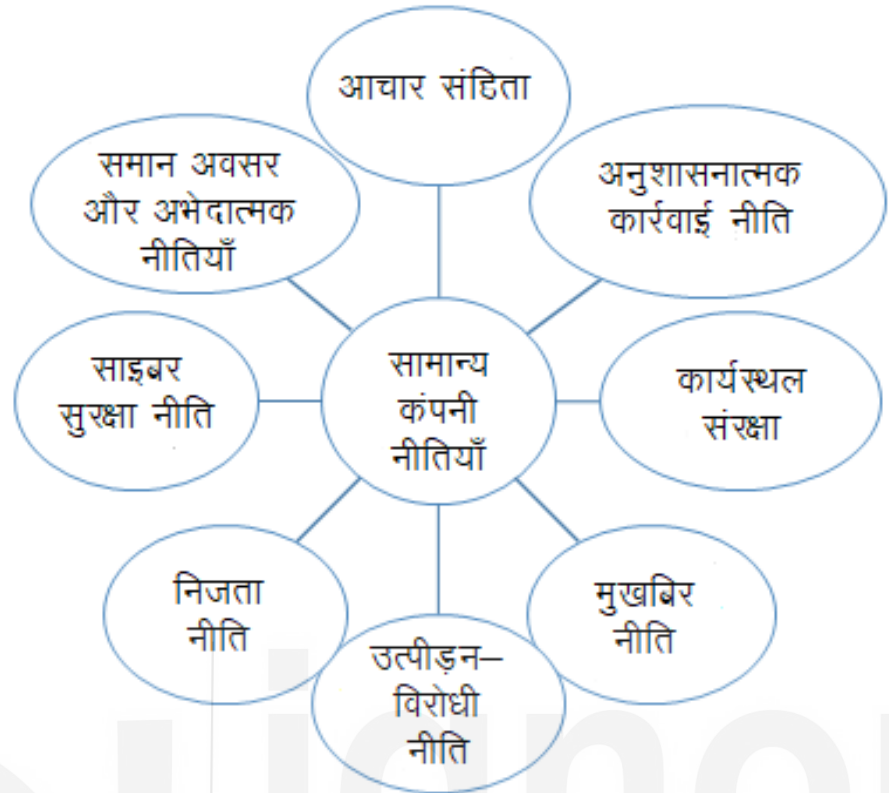 आचार संद्दिता
समान अवसर
और अभेदात्मक
नीतियाँ
अनुशासनात्मक
कार्रवाई नीति
साइबर
सुरक्षा नीति
सामान्य
कंपनी
नीतियाँ
कार्यस्थल
संरक्षा
निजता
नीति
उत्पीड़न–
विरोधी
नीति
मुखबिर
नीति
ignou